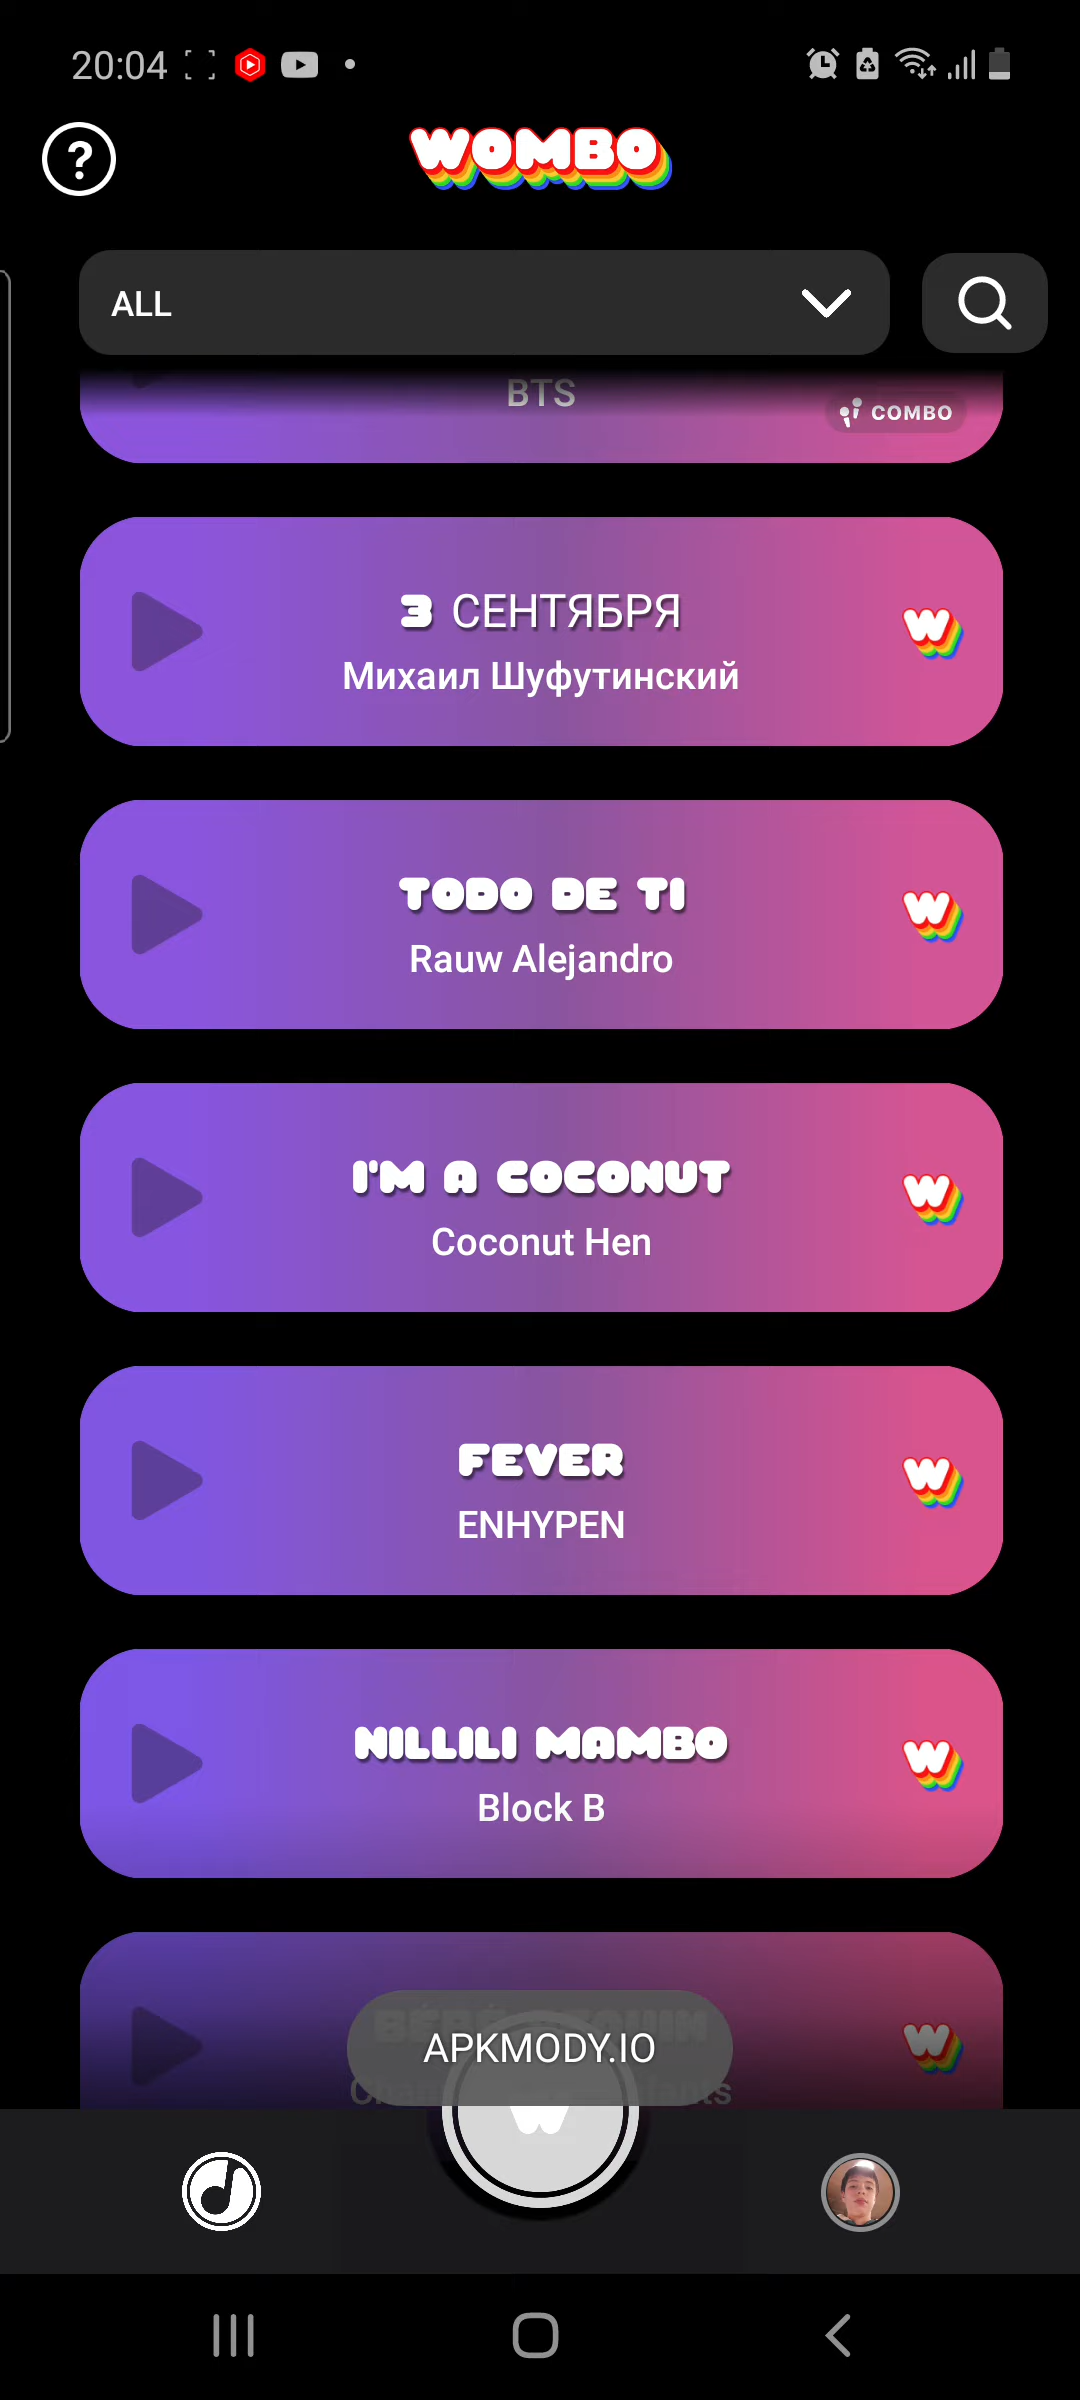 20:04
?
WOMBO
ALL
BTS
COMBO
3 СЕНТЯБРЯ
Михаил Шуфутинский
W
TODO DE TI
Rauw Alejandro
W
I'M A COCONUT
Coconut Hen
W
FEVER
ENHYPEN
W
NILLILI MAMBO
Block B
W
W
APKMODY.IO
W